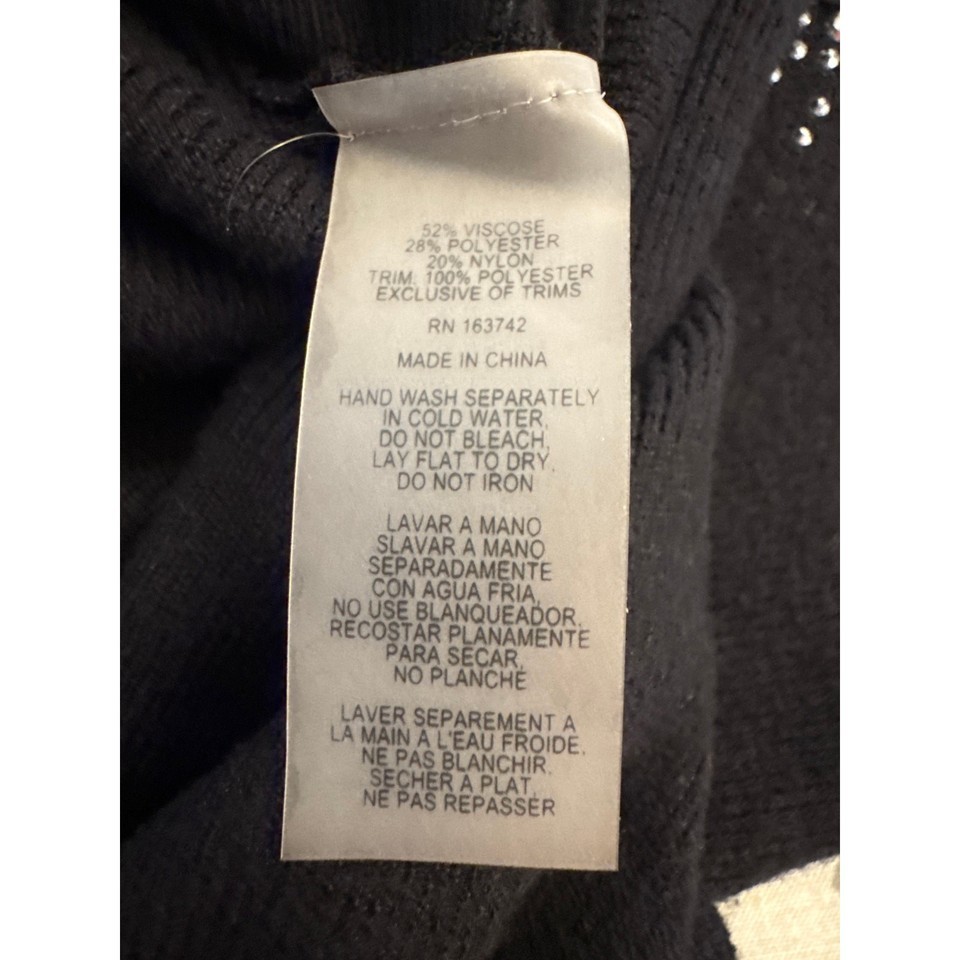 52% VISCOSE
28% POLYESTER
20% NYLON
TRIM: 100% POLYESTER
EXCLUSIVE OF TRIMS
RN 163742
MADE IN CHINA
HAND WASH SEPARATELY
IN COLD WATER,
DO NOT BLEACH,
LAY FLAT TO DRY,
DO NOT IRON
LAVAR A MANO
SLAVAR A MANO
SEPARADAMENTE
CON AGUA FRIA,
NO USE BLANQUEADOR,
RECOSTAR PLANAMENTE
PARA SECAR,
NO PLANCHE
LAVER SEPAREMENT A
LA MAIN A L'EAU FROIDE,
NE PAS BLANCHIR,
SECHER A PLAT,
NE PAS REPASSER